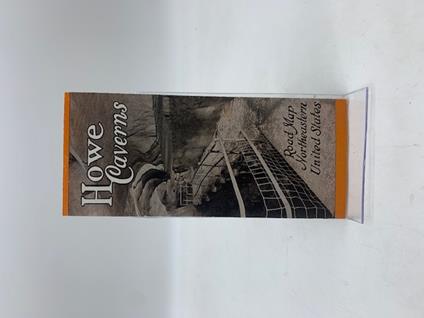 Howe
Caverns
Road Map
Northeastern
United States